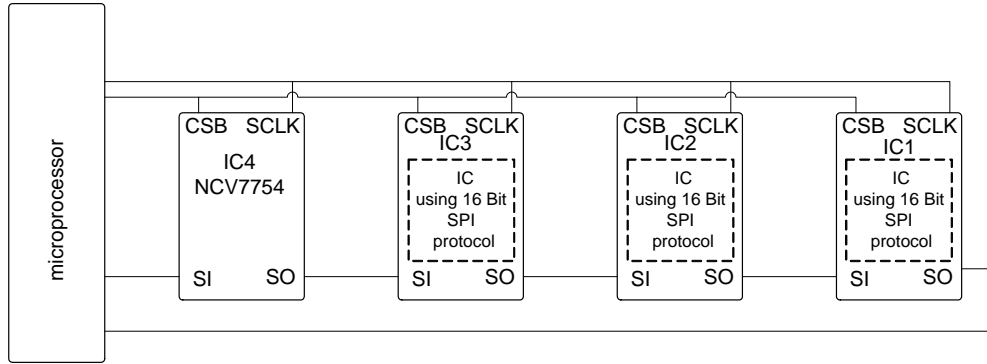 microprocessor
CSB SCLK
IC4
NCV7754
SI SO
CSB SCLK
IC3
IC
using 16 Bit
SPI
protocol
SI SO
CSB SCLK
IC2
IC
using 16 Bit
SPI
protocol
SI SO
CSB SCLK
IC1
IC
using 16 Bit
SPI
protocol
SI SO